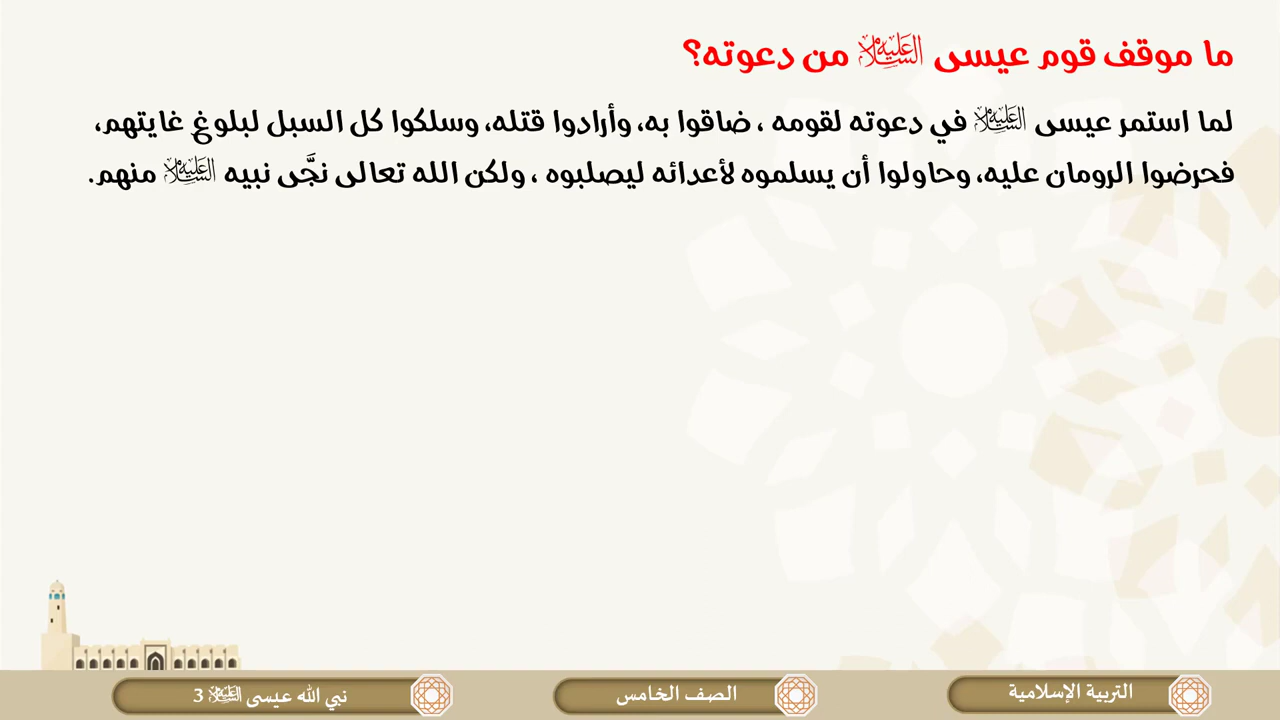 ما موقف قوم عيسى عليه السلام من دعوته؟
لما استمر عيسى عليه السلام في دعوته لقومه ، ضاقوا به، وأرادوا قتله، وسلكوا كل السبل لبلوغ غايتهم،
فحرضوا الرومان عليه، وحاولوا أن يسلموه لأعدائه ليصلبوه ، ولكن الله تعالى نجَّى نبيه عليه السلام منهم.
التربية الإسلامية
الصف الخامس
نبي الله عيسى عليه السلام 3